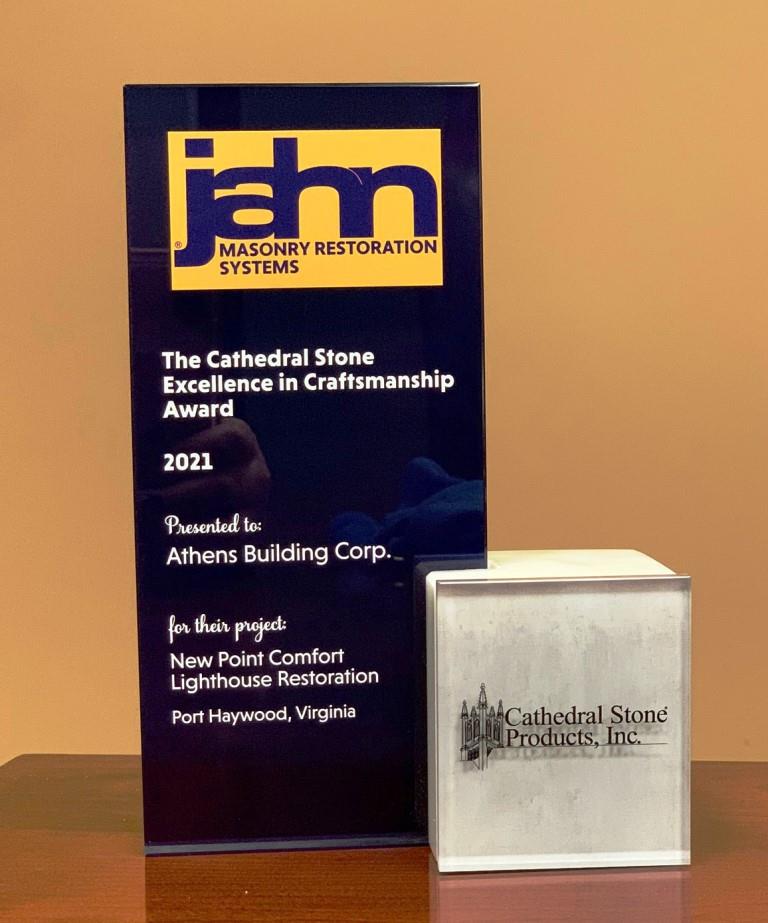 jahn
®
MASONRY RESTORATION
SYSTEMS
The Cathedral Stone
Excellence in Craftsmanship
Award
2021
Presented to:
Athens Building Corp.
for their project:
New Point Comfort
Lighthouse Restoration
Port Haywood, Virginia
Cathedral Stone®
Products, Inc.